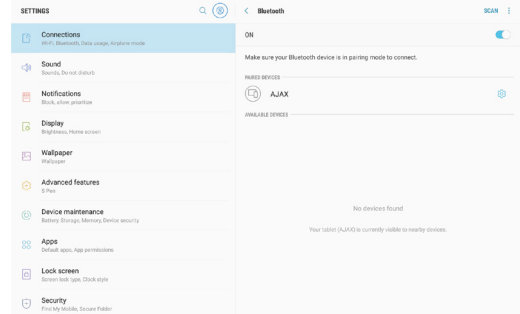 SETTINGS
Connections
Wi-Fi, Bluetooth, Data usage, Airplane mode
Sound
Sounds, Do not disturb
Notifications
Block, allow, prioritize
Display
Brightness, Home screen
Wallpaper
Wallpaper
Advanced features
S Pen
Device maintenance
Battery, Storage, Memory, Device security
Apps
Default apps, App permissions
Lock screen
Screen lock type, Clock style
Security
Find My Mobile, Secure Folder
Bluetooth
SCAN
ON
Make sure your Bluetooth device is in pairing mode to connect.
PAIRED DEVICES
AJAX
AVAILABLE DEVICES
No devices found
Your tablet (AJAX) is currently visible to nearby devices.